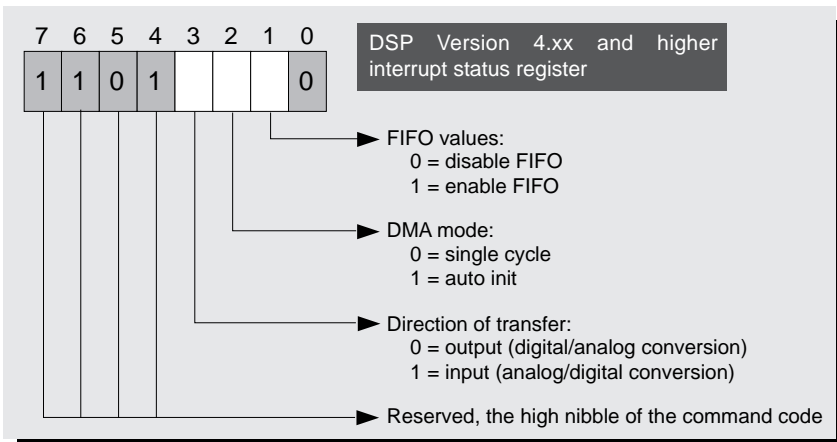 7 6 5 4 3 2 1 0
DSP Version 4.xx and higher
interrupt status register
1 1 0 1 0
FIFO values:
0 = disable FIFO
1 = enable FIFO
DMA mode:
0 = single cycle
1 = auto init
Direction of transfer:
0 = output (digital/analog conversion)
1 = input (analog/digital conversion)
Reserved, the high nibble of the command code